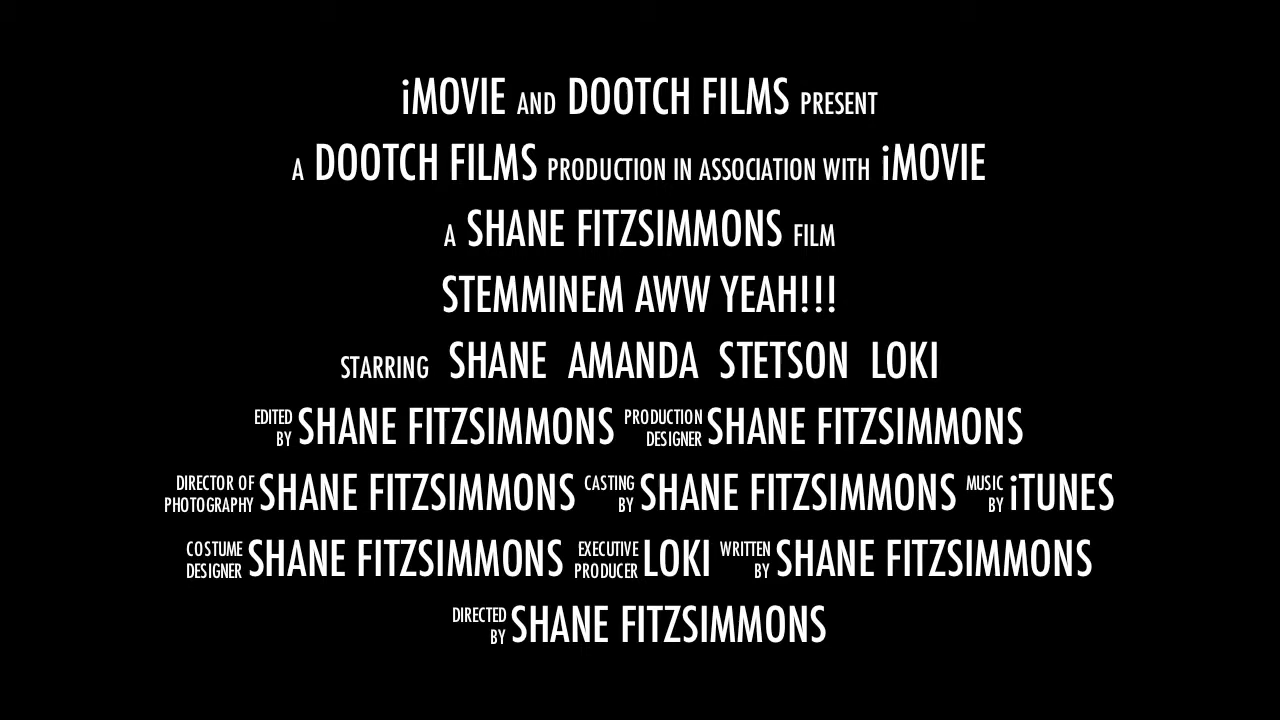 iMOVIE AND DOOTCH FILMS PRESENT
A DOOTCH FILMS PRODUCTION IN ASSOCIATION WITH iMOVIE
A SHANE FITZSIMMONS FILM
STEMMINEM AWW YEAH!!!
STARRING SHANE AMANDA STETSON LOKI
EDITED BY SHANE FITZSIMMONS PRODUCTION DESIGNER SHANE FITZSIMMONS
DIRECTOR OF PHOTOGRAPHY SHANE FITZSIMMONS CASTING BY SHANE FITZSIMMONS MUSIC BY iTUNES
COSTUME DESIGNER SHANE FITZSIMMONS EXECUTIVE PRODUCER LOKI WRITTEN BY SHANE FITZSIMMONS
DIRECTED BY SHANE FITZSIMMONS